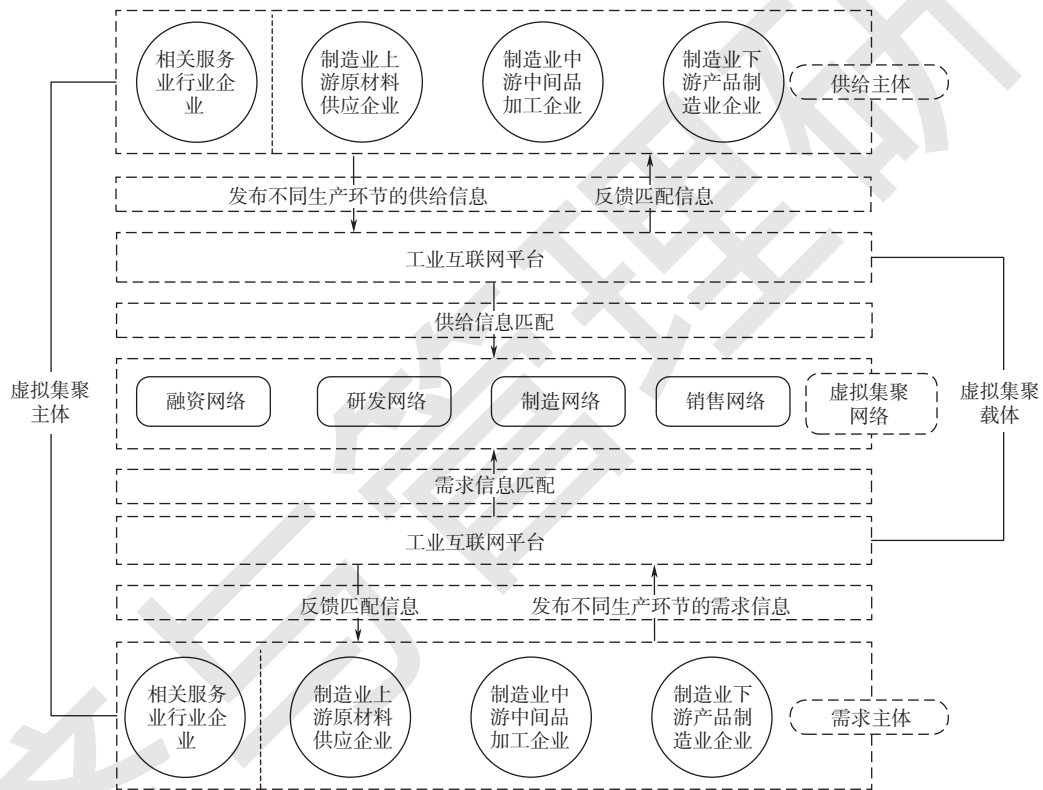 相关服务
业行业企
业
制造业上
游原材料
供应企业
制造业中
游中间品
加工企业
制造业下
游产品制
造业企业
供给主体
发布不同生产环节的供给信息
反馈匹配信息
工业互联网平台
供给信息匹配
虚拟集聚
主体
融资网络
研发网络
制造网络
销售网络
虚拟集聚
网络
虚拟集聚
载体
需求信息匹配
工业互联网平台
反馈匹配信息
发布不同生产环节的需求信息
相关服务
业行业企
业
制造业上
游原材料
供应企业
制造业中
游中间品
加工企业
制造业下
游产品制
造业企业
需求主体
与管理研